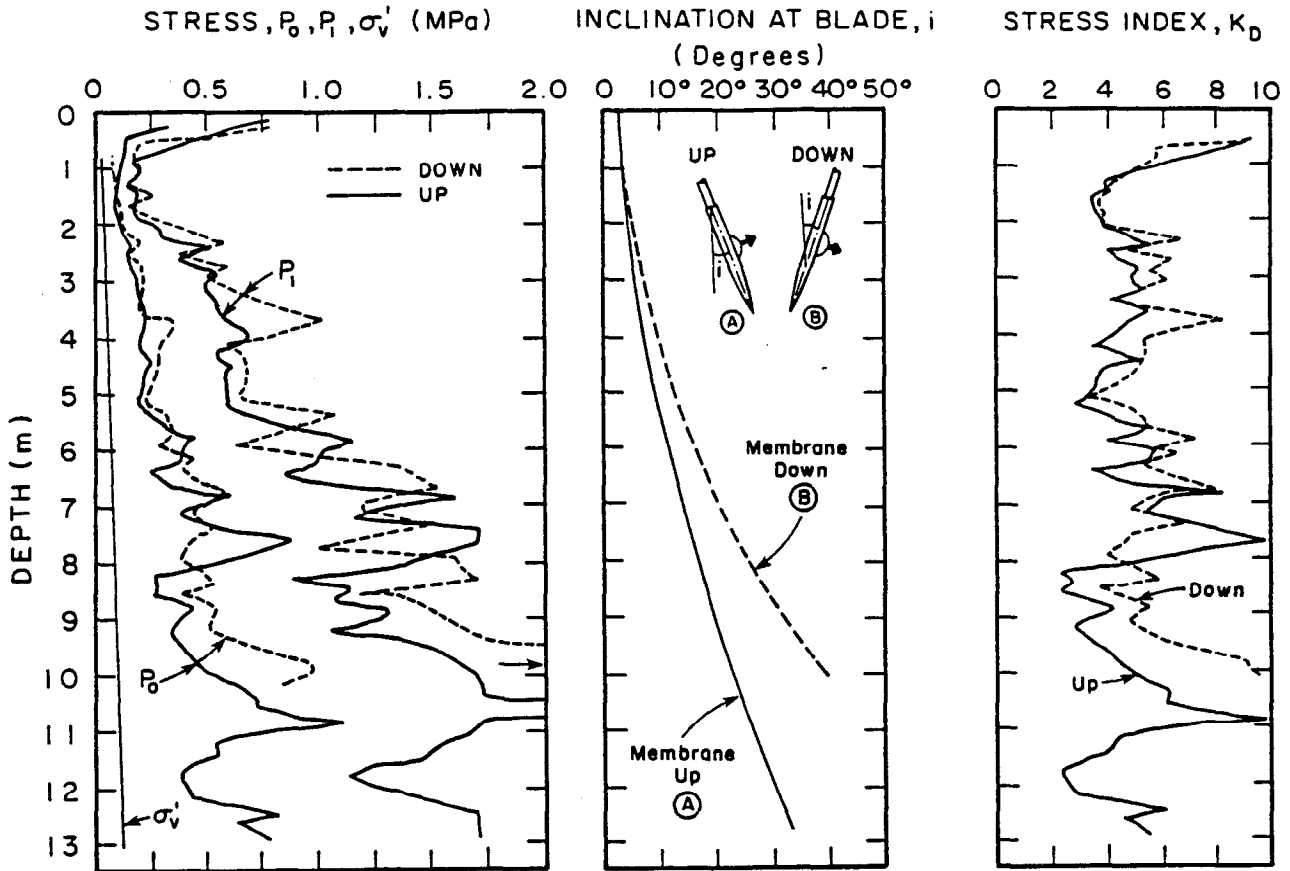 STRESS, P₀, P₁, σᵥ' (MPa)
0 0.5 1.0 1.5 2.0
DEPTH (m)
0
1
2
3
4
5
6
7
8
9
10
11
12
13
DOWN
UP
P₁
P₀
σᵥ'
INCLINATION AT BLADE, i
(Degrees)
0 10° 20° 30° 40° 50°
UP DOWN
i i
A B
Membrane
Down
B
Membrane
Up
A
STRESS INDEX, K_D
2 4 6 8 10
Down
Up